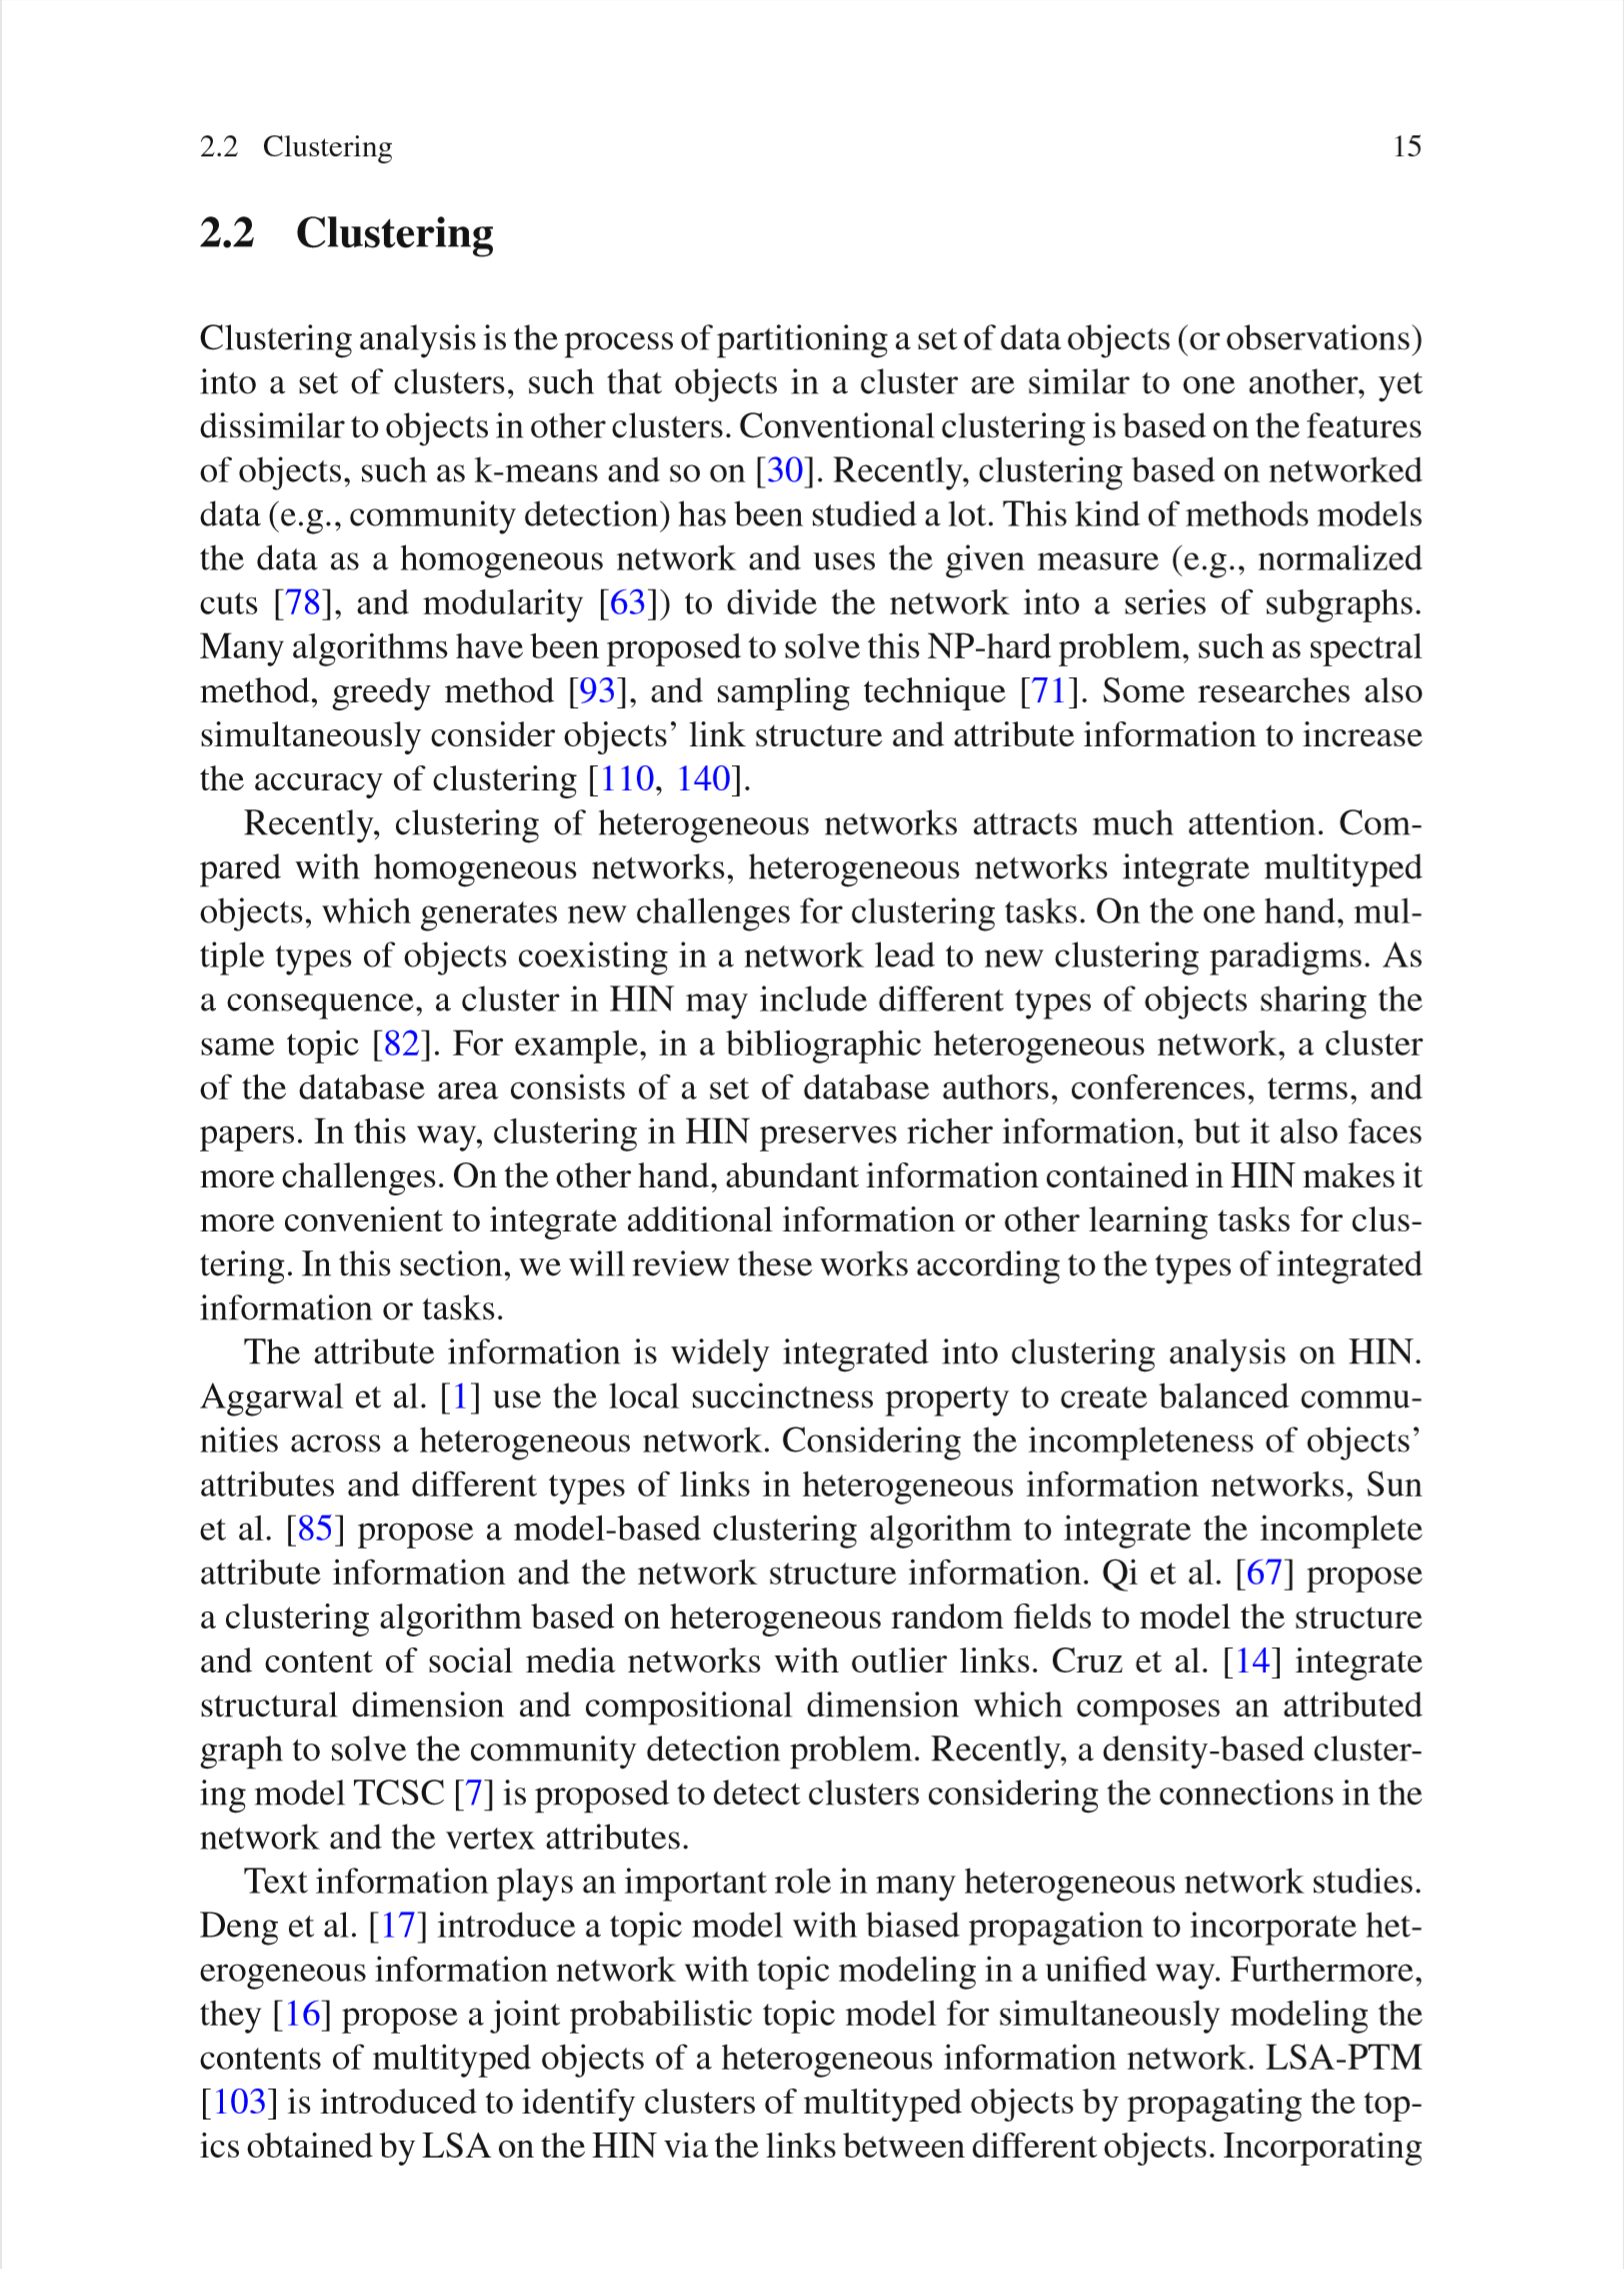 2.2 Clustering 15
2.2 Clustering
Clustering analysis is the process of partitioning a set of data objects (or observations)
into a set of clusters, such that objects in a cluster are similar to one another, yet
dissimilar to objects in other clusters. Conventional clustering is based on the features
of objects, such as k-means and so on [30]. Recently, clustering based on networked
data (e.g., community detection) has been studied a lot. This kind of methods models
the data as a homogeneous network and uses the given measure (e.g., normalized
cuts [78], and modularity [63]) to divide the network into a series of subgraphs.
Many algorithms have been proposed to solve this NP-hard problem, such as spectral
method, greedy method [93], and sampling technique [71]. Some researches also
simultaneously consider objects’ link structure and attribute information to increase
the accuracy of clustering [110, 140].
Recently, clustering of heterogeneous networks attracts much attention. Com-
pared with homogeneous networks, heterogeneous networks integrate multityped
objects, which generates new challenges for clustering tasks. On the one hand, mul-
tiple types of objects coexisting in a network lead to new clustering paradigms. As
a consequence, a cluster in HIN may include different types of objects sharing the
same topic [82]. For example, in a bibliographic heterogeneous network, a cluster
of the database area consists of a set of database authors, conferences, terms, and
papers. In this way, clustering in HIN preserves richer information, but it also faces
more challenges. On the other hand, abundant information contained in HIN makes it
more convenient to integrate additional information or other learning tasks for clus-
tering. In this section, we will review these works according to the types of integrated
information or tasks.
The attribute information is widely integrated into clustering analysis on HIN.
Aggarwal et al. [1] use the local succinctness property to create balanced commu-
nities across a heterogeneous network. Considering the incompleteness of objects’
attributes and different types of links in heterogeneous information networks, Sun
et al. [85] propose a model-based clustering algorithm to integrate the incomplete
attribute information and the network structure information. Qi et al. [67] propose
a clustering algorithm based on heterogeneous random fields to model the structure
and content of social media networks with outlier links. Cruz et al. [14] integrate
structural dimension and compositional dimension which composes an attributed
graph to solve the community detection problem. Recently, a density-based cluster-
ing model TCSC [7] is proposed to detect clusters considering the connections in the
network and the vertex attributes.
Text information plays an important role in many heterogeneous network studies.
Deng et al. [17] introduce a topic model with biased propagation to incorporate het-
erogeneous information network with topic modeling in a unified way. Furthermore,
they [16] propose a joint probabilistic topic model for simultaneously modeling the
contents of multityped objects of a heterogeneous information network. LSA-PTM
[103] is introduced to identify clusters of multityped objects by propagating the top-
ics obtained by LSA on the HIN via the links between different objects. Incorporating